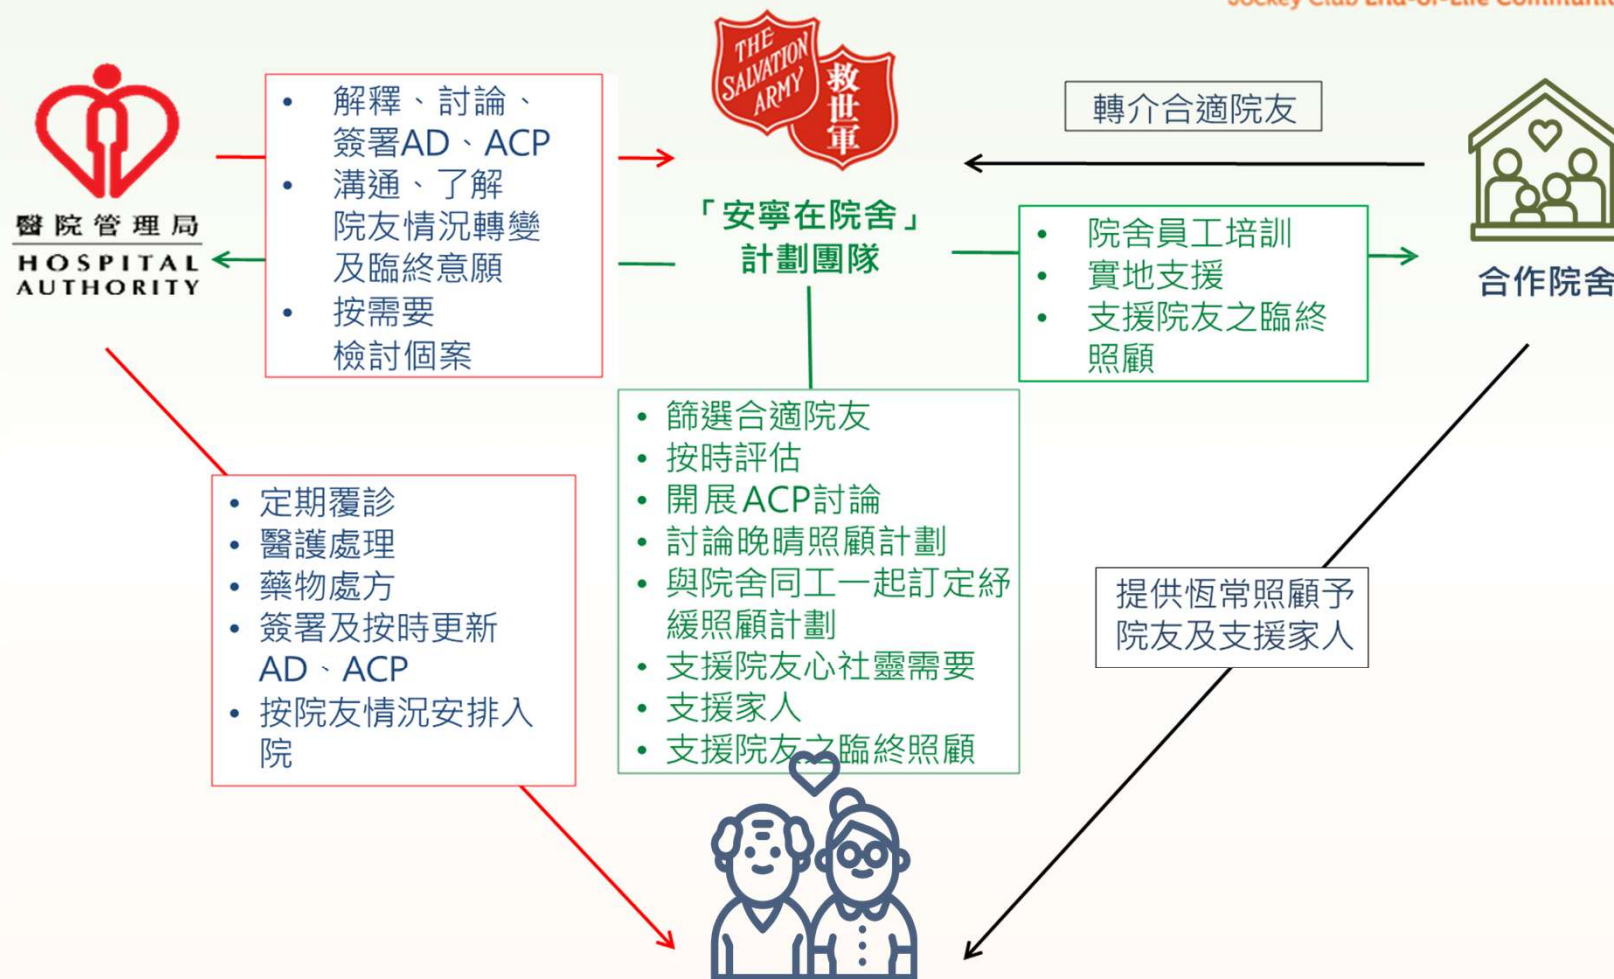 Jockey Club End-of-Life Communi
THE
SALVATION
ARMY
救
世
軍
醫院管理局
HOSPITAL
AUTHORITY
• 解釋、討論、
簽署AD、ACP
• 溝通、了解
院友情況轉變
及臨終意願
• 按需要
檢討個案
「安寧在院舍」
計劃團隊
轉介合適院友
• 院舍員工培訓
• 實地支援
• 支援院友之臨終
照顧
合作院舍
• 定期覆診
• 醫護處理
• 藥物處方
• 簽署及按時更新
AD、ACP
• 按院友情況安排入
院
• 篩選合適院友
• 按時評估
• 開展ACP討論
• 討論晚晴照顧計劃
• 與院舍同工一起訂定紓
緩照顧計劃
• 支援院友心社靈需要
• 支援家人
• 支援院友之臨終照顧
提供恆常照顧予
院友及支援家人